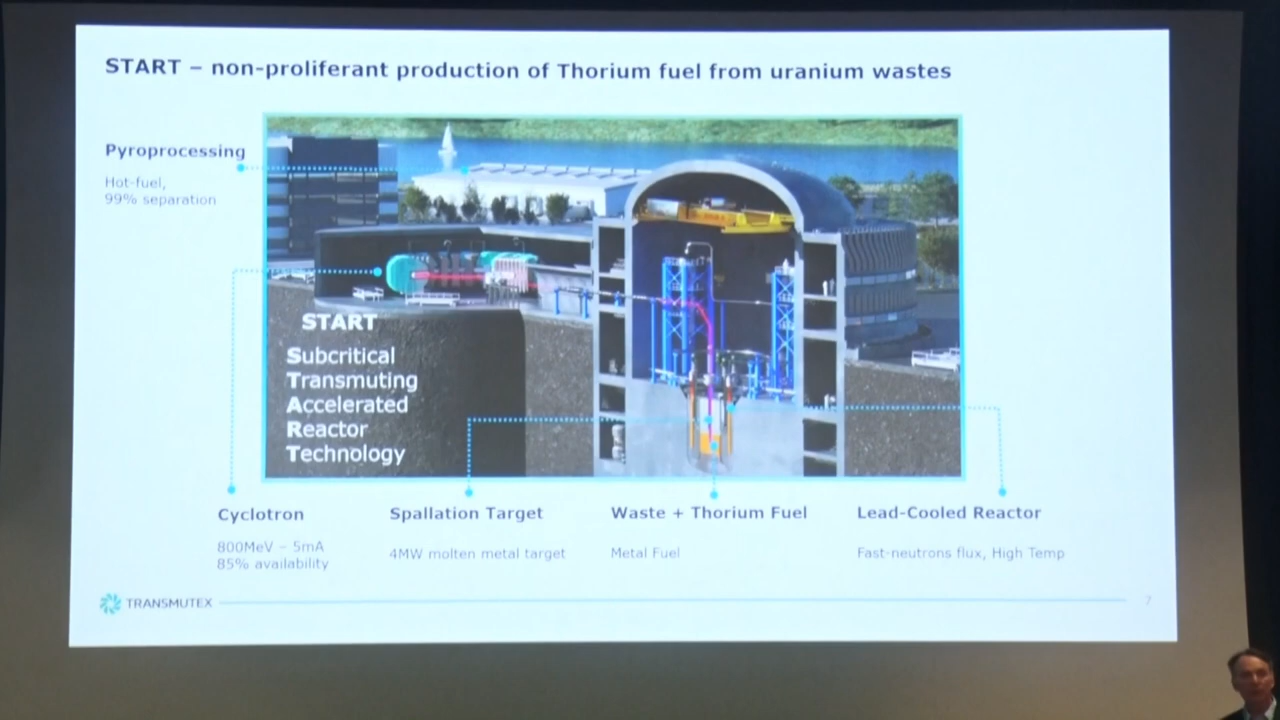 START – non-proliferant production of Thorium fuel from uranium wastes
Pyroprocessing
Hot-fuel,
99% separation
START
Subcritical
Transmuting
Accelerated
Reactor
Technology
Cyclotron
800MeV – 5mA
85% availability
Spallation Target
4MW molten metal target
Waste + Thorium Fuel
Metal Fuel
Lead-Cooled Reactor
Fast-neutrons flux, High Temp
TRANSMUTEX
7